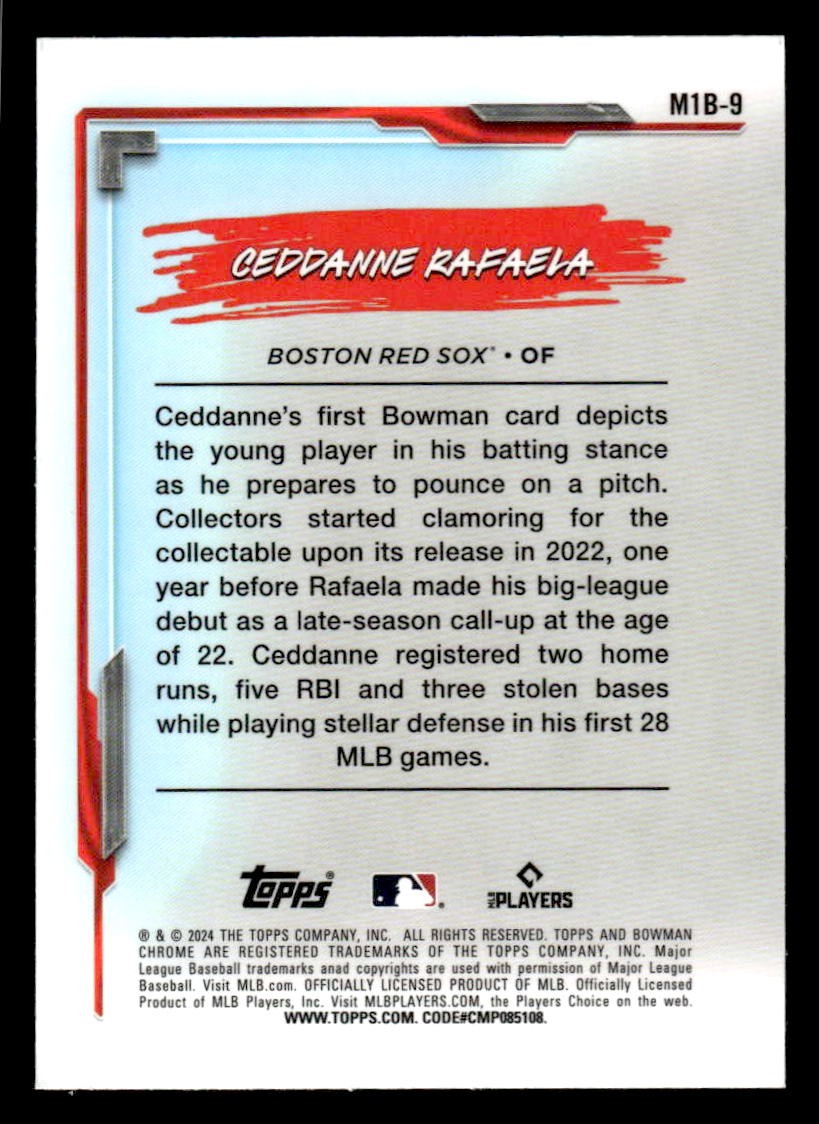 M1B-9
CEDDANNE RAFAELA
BOSTON RED SOX • OF
Ceddanne's first Bowman card depicts
the young player in his batting stance
as he prepares to pounce on a pitch.
Collectors started clamoring for the
collectable upon its release in 2022, one
year before Rafaela made his big-league
debut as a late-season call-up at the age
of 22. Ceddanne registered two home
runs, five RBI and three stolen bases
while playing stellar defense in his first 28
MLB games.
Topps® MLB PLAYERS
® & © 2024 THE TOPPS COMPANY, INC. ALL RIGHTS RESERVED. TOPPS AND BOWMAN
CHROME ARE REGISTERED TRADEMARKS OF THE TOPPS COMPANY, INC. Major
League Baseball trademarks anad copyrights are used with permission of Major League
Baseball. Visit MLB.com. OFFICIALLY LICENSED PRODUCT OF MLB. Officially Licensed
Product of MLB Players, Inc. Visit MLBPLAYERS.COM, the Players Choice on the web.
WWW.TOPPS.COM. CODE#CMP085108.